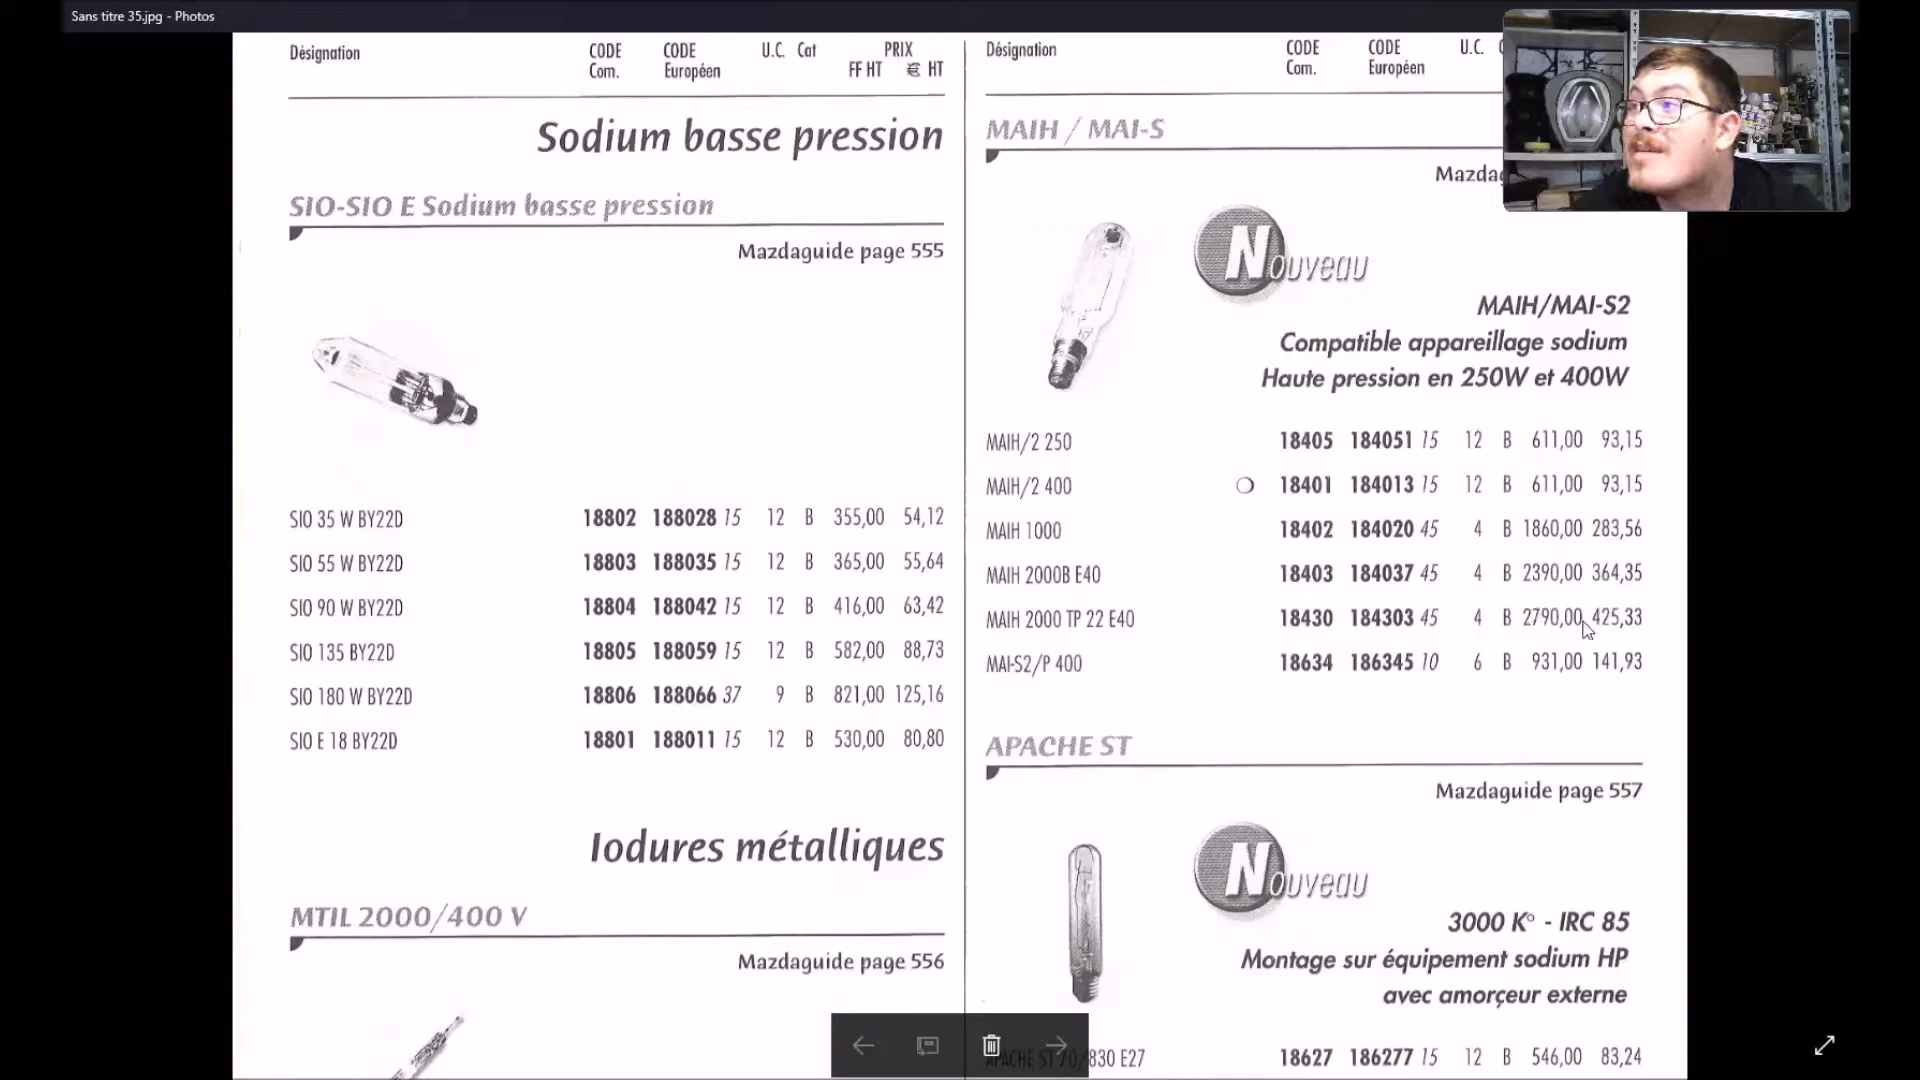 Sans titre 35.jpg - Photos
Désignation CODE CODE U.C. Cat PRIX
Com. Européen FF HT € HT
Sodium basse pression
SIO-SIO E Sodium basse pression
Mazdaguide page 555
SIO 35 W BY22D 18802 188028 15 12 B 355,00 54,12
SIO 55 W BY22D 18803 188035 15 12 B 365,00 55,64
SIO 90 W BY22D 18804 188042 15 12 B 416,00 63,42
SIO 135 BY22D 18805 188059 15 12 B 582,00 88,73
SIO 180 W BY22D 18806 188066 37 9 B 821,00 125,16
SIO E 18 BY22D 18801 188011 15 12 B 530,00 80,80
Iodures métalliques
MTIL 2000/400 V
Mazdaguide page 556
Désignation CODE CODE U.C.
Com. Européen
MAIH / MAI-S
Nouveau
MAIH/MAI-S2
Compatible appareillage sodium
Haute pression en 250W et 400W
MAIH/2 250 18405 184051 15 12 B 611,00 93,15
MAIH/2 400 18401 184013 15 12 B 611,00 93,15
MAIH 1000 18402 184020 45 4 B 1860,00 283,56
MAIH 2000B E40 18403 184037 45 4 B 2390,00 364,35
MAIH 2000 TP 22 E40 18430 184303 45 4 B 2790,00 425,33
MAI-S2/P 400 18634 186345 10 6 B 931,00 141,93
APACHE ST
Mazdaguide page 557
Nouveau
3000 K° - IRC 85
Montage sur équipement sodium HP
avec amorçeur externe
APACHE ST 70/830 E27 18627 186277 15 12 B 546,00 83,24